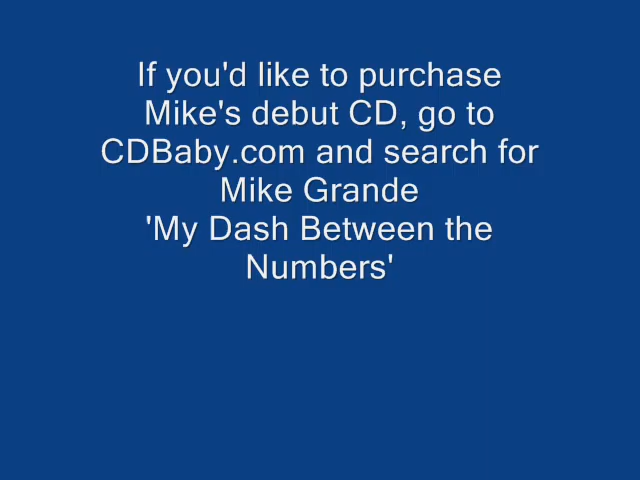 If you'd like to purchase
Mike's debut CD, go to
CDBaby.com and search for
Mike Grande
'My Dash Between the
Numbers'